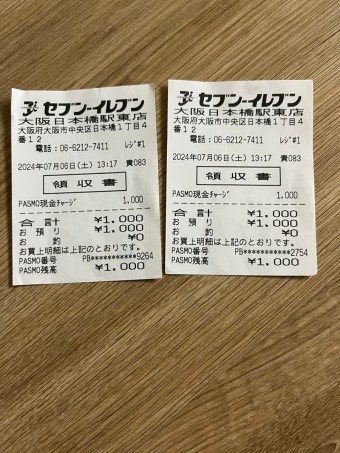 セブン-イレブン
大阪日本橋駅東店
大阪府大阪市中央区日本橋1丁目4
番12
電話:06-6212-7411 レジ#1
2024年07月06日(土) 13:17 責083
領収書
PASMO現金チャージ 1,000
合計 ¥1,000
お預り ¥1,000
お釣 ¥0
お買上明細は上記のとおりです。
PASMO番号 PB***********9264
PASMO残高 ¥1,000
セブン-イレブン
大阪日本橋駅東店
大阪府大阪市中央区日本橋1丁目4
番12
電話:06-6212-7411 レジ#1
2024年07月06日(土) 13:17 責083
領収書
PASMO現金チャージ 1,000
合計 ¥1,000
お預り ¥1,000
お釣 ¥0
お買上明細は上記のとおりです。
PASMO番号 PB***********2754
PASMO残高 ¥1,000